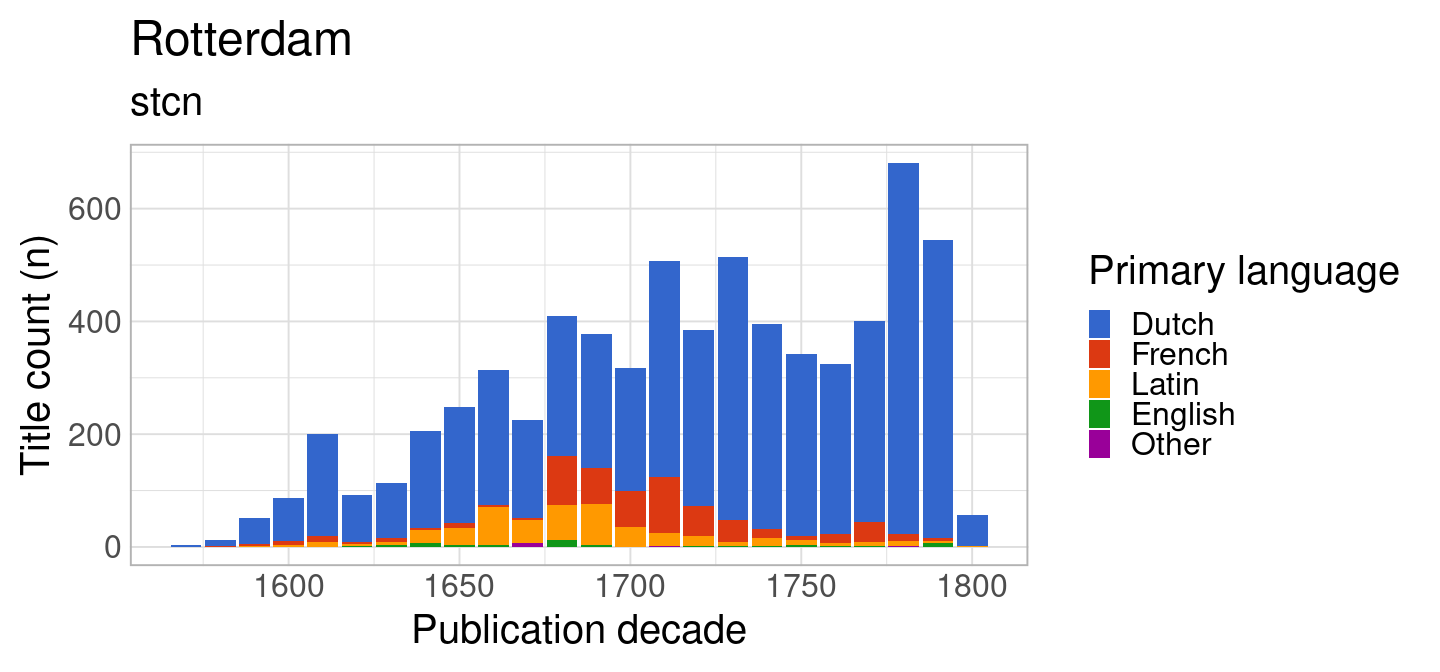 Rotterdam
stcn
Title count (n)
600
400
200
0
1600 1650 1700 1750 1800
Publication decade
Primary language
Dutch
French
Latin
English
Other